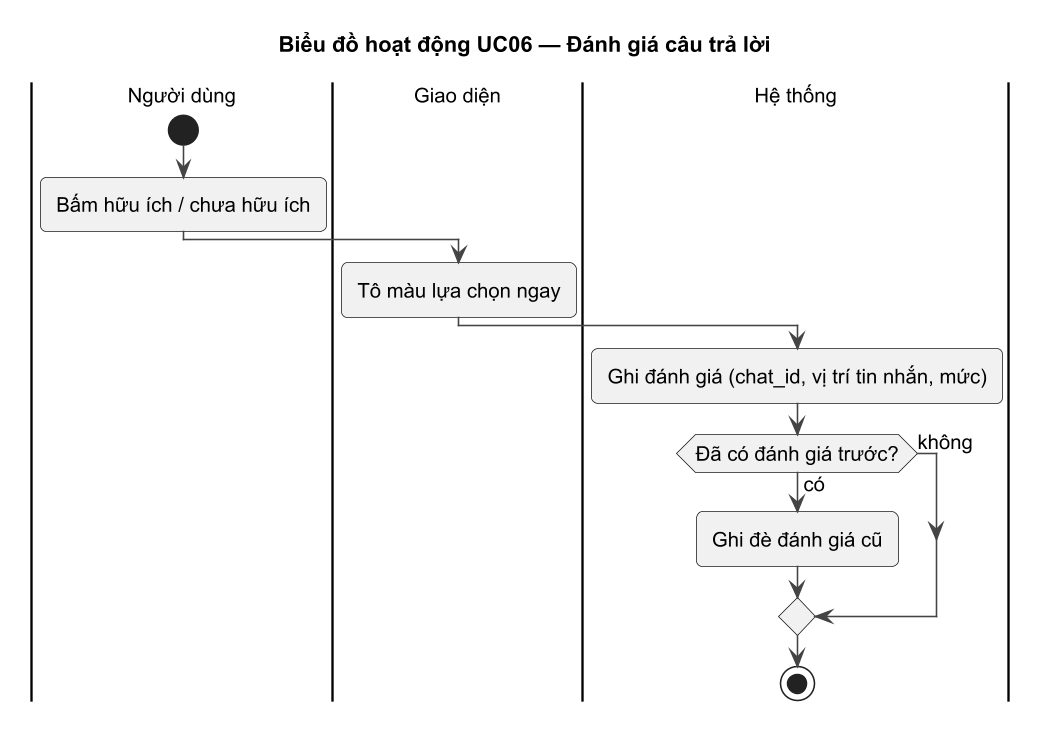 Biểu đồ hoạt động UC06 — Đánh giá câu trả lời
Người dùng
Giao diện
Hệ thống
Bấm hữu ích / chưa hữu ích
Tô màu lựa chọn ngay
Ghi đánh giá (chat_id, vị trí tin nhắn, mức)
Đã có đánh giá trước?
không
có
Ghi đè đánh giá cũ